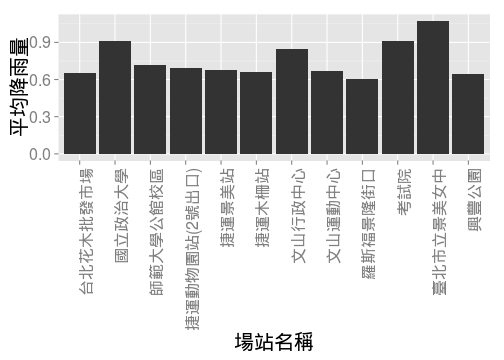 平均降雨量
0.9
0.6
0.3
0.0
台北花木批發市場
國立政治大學
師範大學公館校區
捷運動物園站(2號出口)
捷運景美站
捷運木柵站
文山行政中心
文山運動中心
羅斯福景隆街口
考試院
臺北市立景美女中
興豐公園
場站名稱